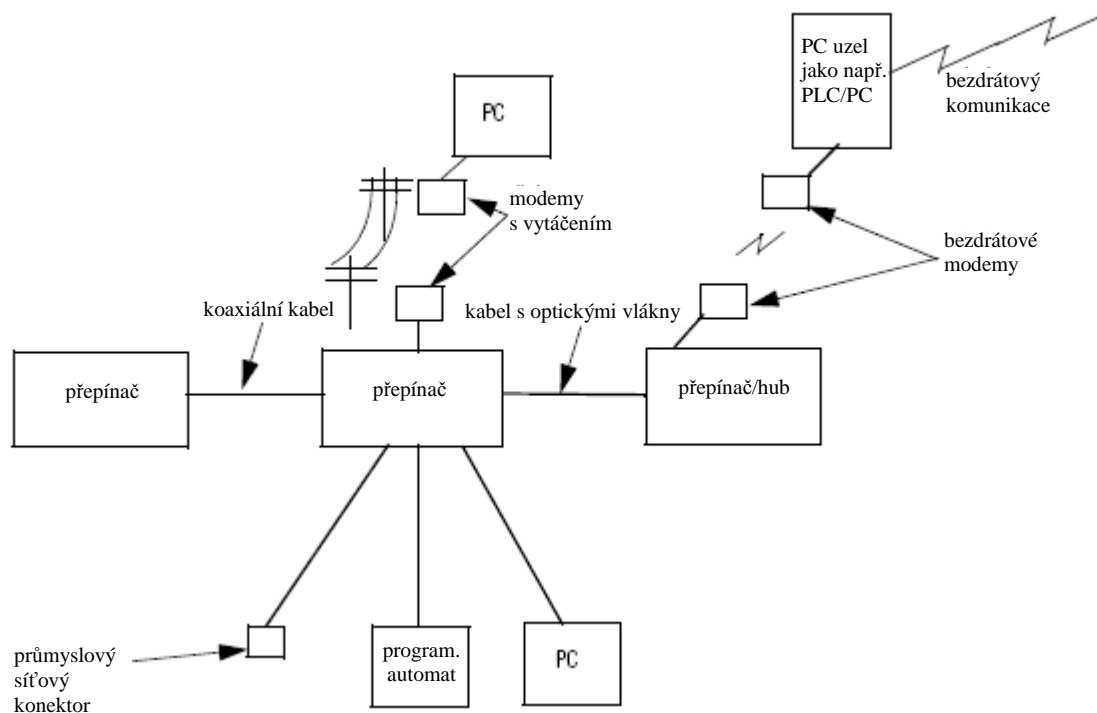 PC uzel
jako např.
PLC/PC
bezdrátový
komunikace
PC
modemy
s vytáčením
bezdrátové
modemy
koaxiální kabel
kabel s optickými vlákny
přepínač
přepínač
přepínač/hub
průmyslový
síťový
konektor
program.
automat
PC